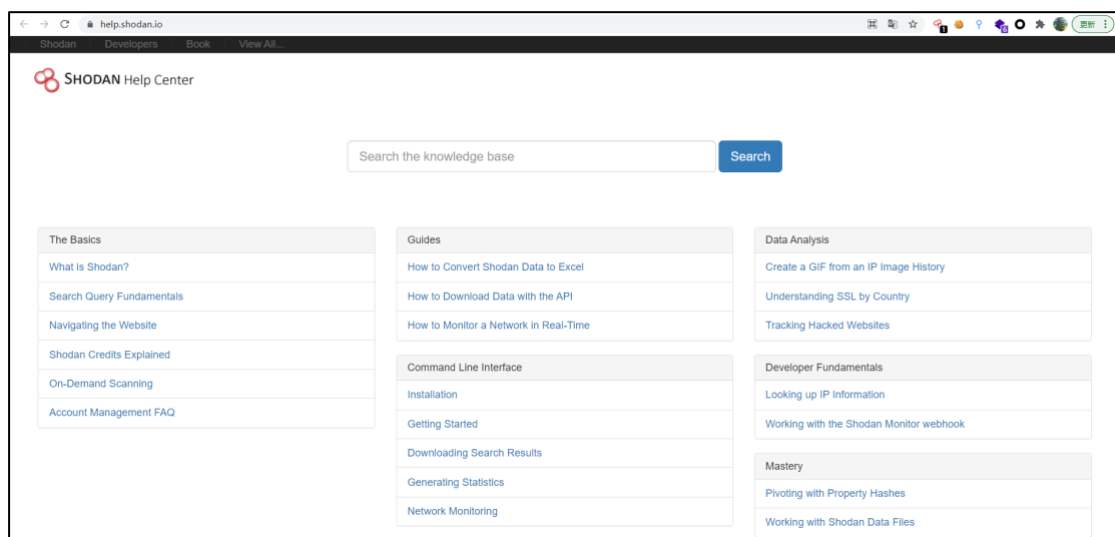 help.shodan.io
更新
Shodan Developers Book View All...
SHODAN Help Center
Search the knowledge base
Search
The Basics
What is Shodan?
Search Query Fundamentals
Navigating the Website
Shodan Credits Explained
On-Demand Scanning
Account Management FAQ
Guides
How to Convert Shodan Data to Excel
How to Download Data with the API
How to Monitor a Network in Real-Time
Command Line Interface
Installation
Getting Started
Downloading Search Results
Generating Statistics
Network Monitoring
Data Analysis
Create a GIF from an IP Image History
Understanding SSL by Country
Tracking Hacked Websites
Developer Fundamentals
Looking up IP Information
Working with the Shodan Monitor webhook
Mastery
Pivoting with Property Hashes
Working with Shodan Data Files